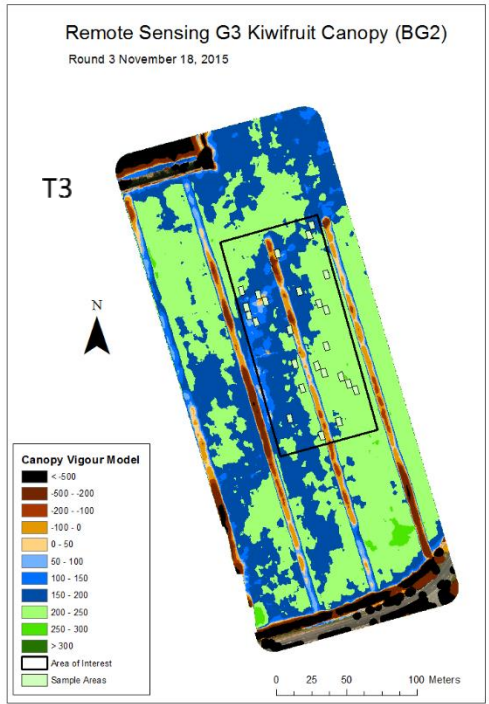 Remote Sensing G3 Kiwifruit Canopy (BG2)
Round 3 November 18, 2015
T3
N
Canopy Vigour Model
< -500
-500 - -200
-200 - -100
-100 - 0
0 - 50
50 - 100
100 - 150
150 - 200
200 - 250
250 - 300
> 300
Area of Interest
Sample Areas
0 25 50 100 Meters